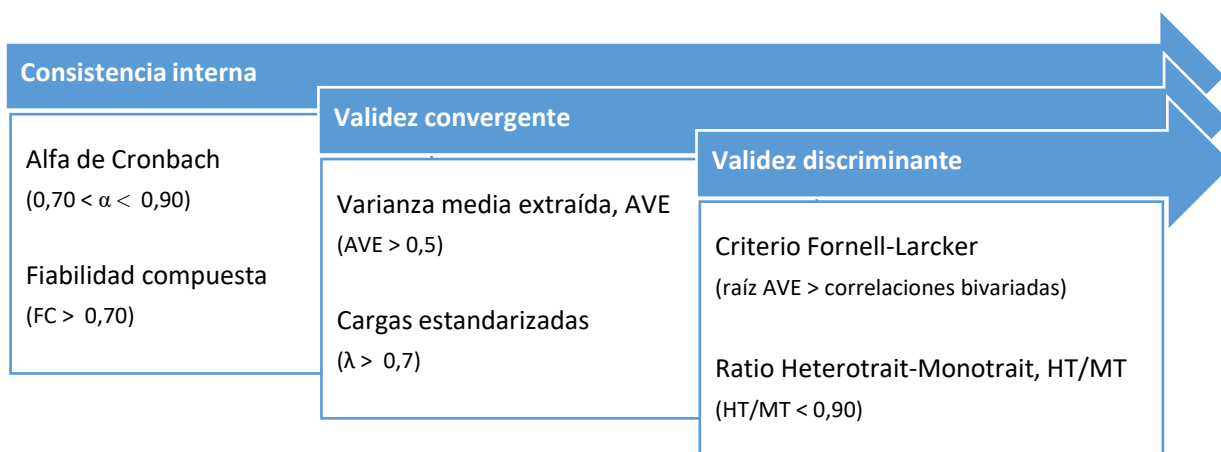 Consistencia interna
Alfa de Cronbach
(0,70 < α < 0,90)
Fiabilidad compuesta
(FC > 0,70)
Validez convergente
Varianza media extraída, AVE
(AVE > 0,5)
Cargas estandarizadas
(λ > 0,7)
Validez discriminante
Criterio Fornell-Larcker
(raíz AVE > correlaciones bivariadas)
Ratio Heterotrait-Monotrait, HT/MT
(HT/MT < 0,90)